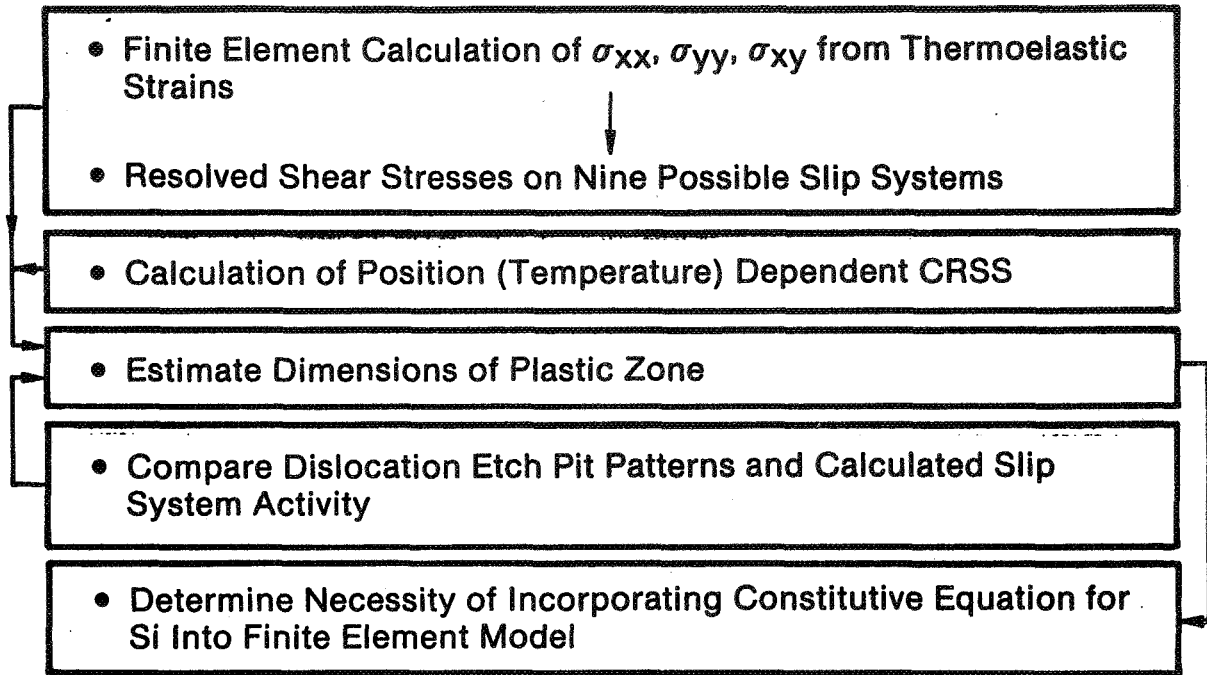 • Finite Element Calculation of σxx, σyy, σxy from Thermoelastic
Strains
• Resolved Shear Stresses on Nine Possible Slip Systems
• Calculation of Position (Temperature) Dependent CRSS
• Estimate Dimensions of Plastic Zone
• Compare Dislocation Etch Pit Patterns and Calculated Slip
System Activity
• Determine Necessity of Incorporating Constitutive Equation for
Si Into Finite Element Model